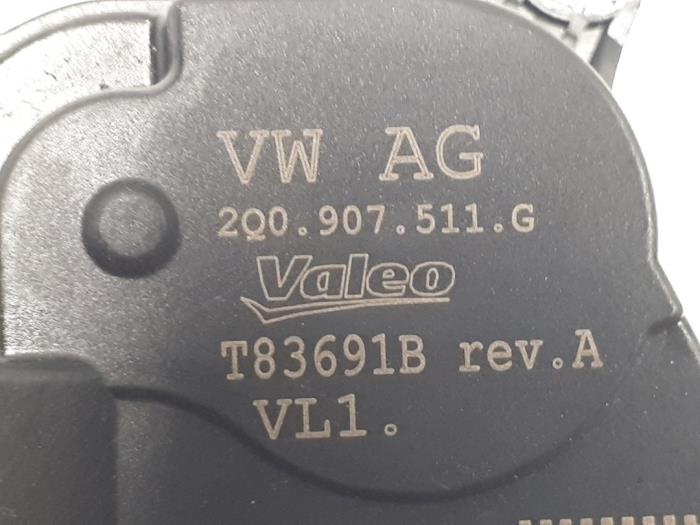 VW AG
2Q0.907.511.G
Valeo
T83691B rev.A
VL1.